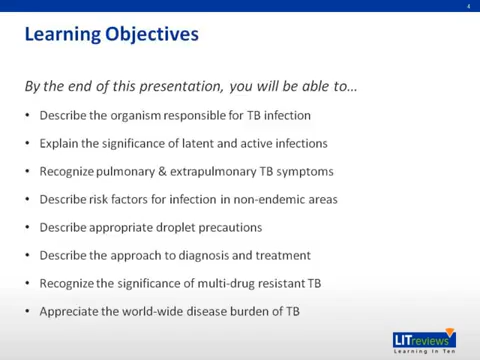 4
Learning Objectives
By the end of this presentation, you will be able to…
• Describe the organism responsible for TB infection
• Explain the significance of latent and active infections
• Recognize pulmonary & extrapulmonary TB symptoms
• Describe risk factors for infection in non-endemic areas
• Describe appropriate droplet precautions
• Describe the approach to diagnosis and treatment
• Recognize the significance of multi-drug resistant TB
• Appreciate the world-wide disease burden of TB
LITreviews
Learning in Ten